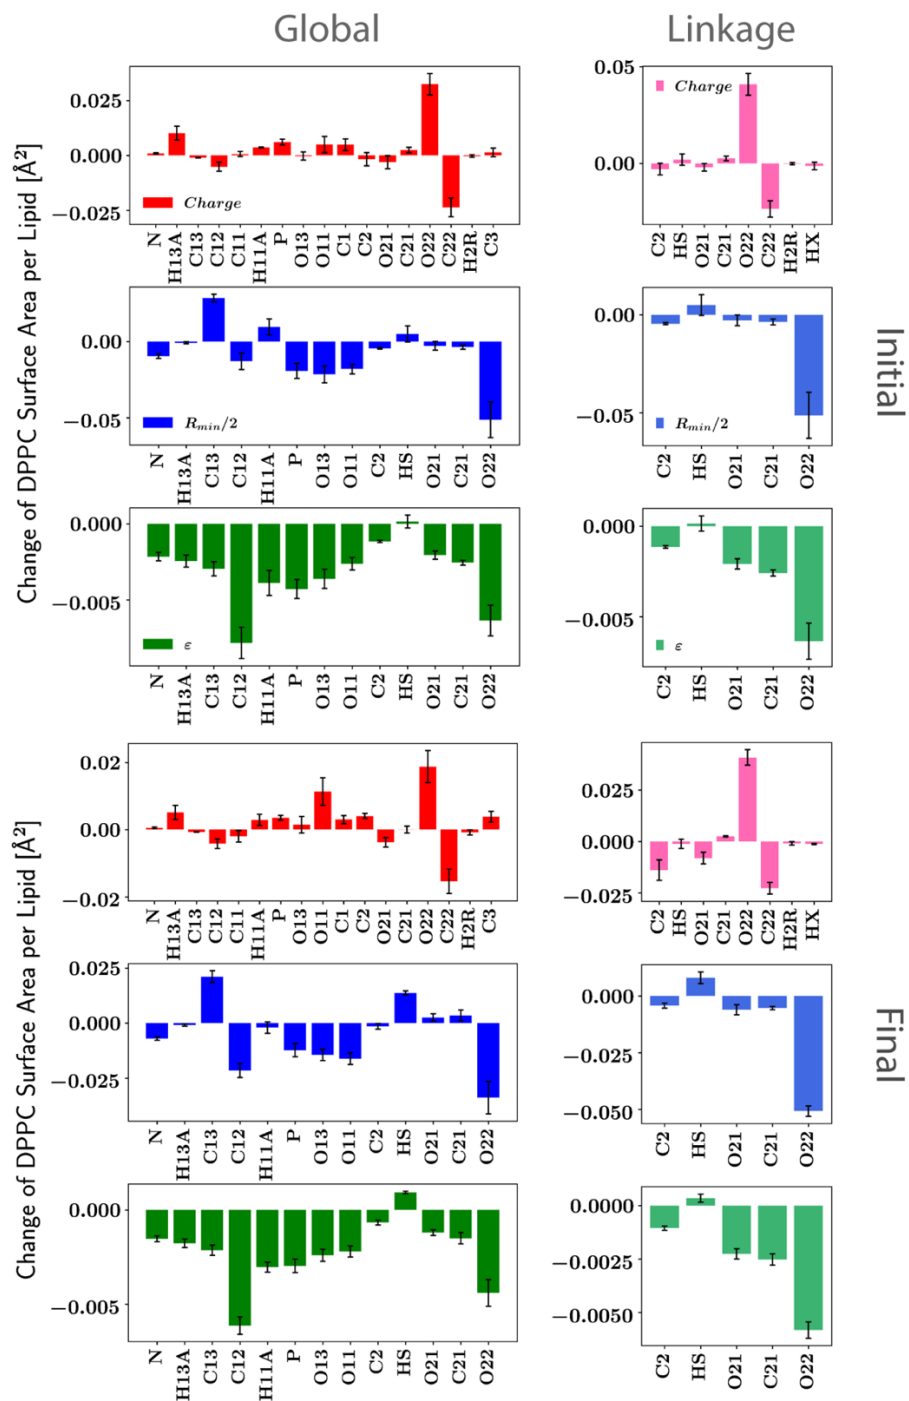 Global Linkage
Change of DPPC Surface Area per Lipid [Å²]
0.025
0.000
−0.025
Charge
N H13A C13 C12 C11 H11A P O13 O11 C1 C2 O21 C21 O22 C22 H2R C3
0.05
0.00
Charge
C2 HS O21 C21 O22 C22 H2R HX
Initial
0.00
−0.05
R_min/2
N H13A C13 C12 H11A P O13 O11 C2 HS O21 C21 O22
0.00
−0.05
R_min/2
C2 HS O21 C21 O22
0.000
−0.005
ε
N H13A C13 C12 H11A P O13 O11 C2 HS O21 C21 O22
0.000
−0.005
ε
C2 HS O21 C21 O22
Change of DPPC Surface Area per Lipid [Å²]
0.02
0.00
−0.02
N H13A C13 C12 C11 H11A P O13 O11 C1 C2 O21 C21 O22 C22 H2R C3
0.025
0.000
−0.025
C2 HS O21 C21 O22 C22 H2R HX
Final
0.025
0.000
−0.025
N H13A C13 C12 H11A P O13 O11 C2 HS O21 C21 O22
0.000
−0.025
−0.050
C2 HS O21 C21 O22
0.000
−0.005
N H13A C13 C12 H11A P O13 O11 C2 HS O21 C21 O22
0.0000
−0.0025
−0.0050
C2 HS O21 C21 O22